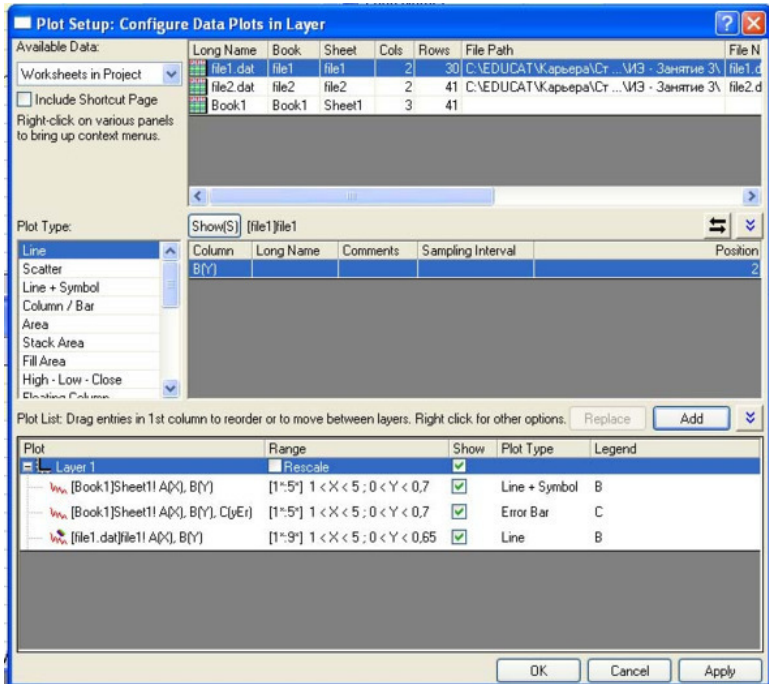 Plot Setup: Configure Data Plots in Layer
Available Data:
Worksheets in Project
Include Shortcut Page
Right-click on various panels
to bring up context menus.
Long Name Book Sheet Cols Rows File Path File N
file1.dat file1 file1 2 30 C:\EDUCAT\Карьера\Ст ...\ИЭ - Занятие 3\ file1.d
file2.dat file2 file2 2 41 C:\EDUCAT\Карьера\Ст ...\ИЭ - Занятие 3\ file2.d
Book1 Book1 Sheet1 3 41
Plot Type:
Show(S) [file1]file1
Line
Scatter
Line + Symbol
Column / Bar
Area
Stack Area
Fill Area
High - Low - Close
Floating Column
Column Long Name Comments Sampling Interval Position
B(Y) 2
Plot List: Drag entries in 1st column to reorder or to move between layers. Right click for other options. Replace Add
Plot Range Show Plot Type Legend
Layer 1 Rescale
[Book1]Sheet1! A(X), B(Y) [1*:5*] 1 < X < 5 ; 0 < Y < 0,7 Line + Symbol B
[Book1]Sheet1! A(X), B(Y), C(yEr) [1*:5*] 1 < X < 5 ; 0 < Y < 0,7 Error Bar C
[file1.dat]file1! A(X), B(Y) [1*:9*] 1 < X < 5 ; 0 < Y < 0,65 Line B
OK Cancel Apply